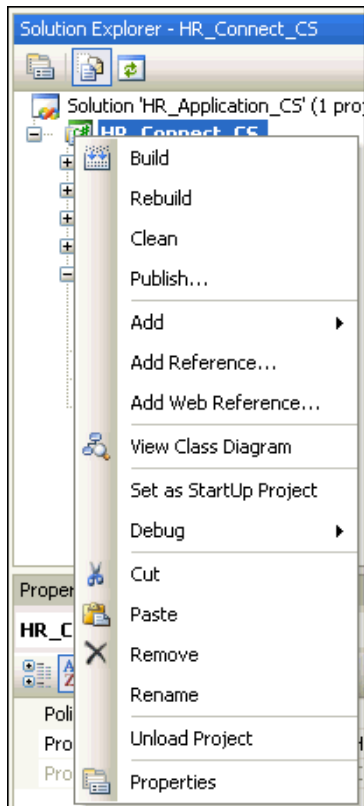 Solution Explorer - HR_Connect_CS
Solution 'HR_Application_CS' (1 proj
HR_Connect_CS
Build
Rebuild
Clean
Publish...
Add
Add Reference...
Add Web Reference...
View Class Diagram
Set as StartUp Project
Debug
Cut
Paste
Remove
Rename
Unload Project
Properties
Proper
HR_C
Poli
Pro
Pro